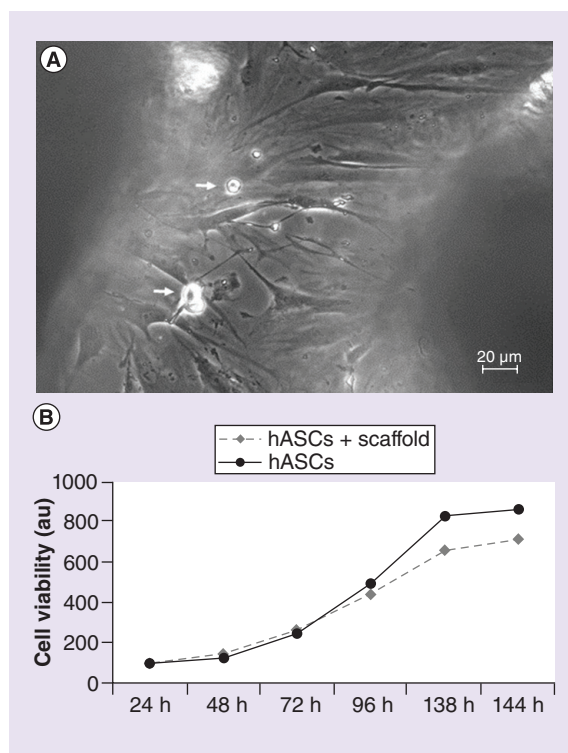 A
20 µm
B
hASCs + scaffold
hASCs
Cell viability (au)
1000
800
600
400
200
0
24 h 48 h 72 h 96 h 138 h 144 h